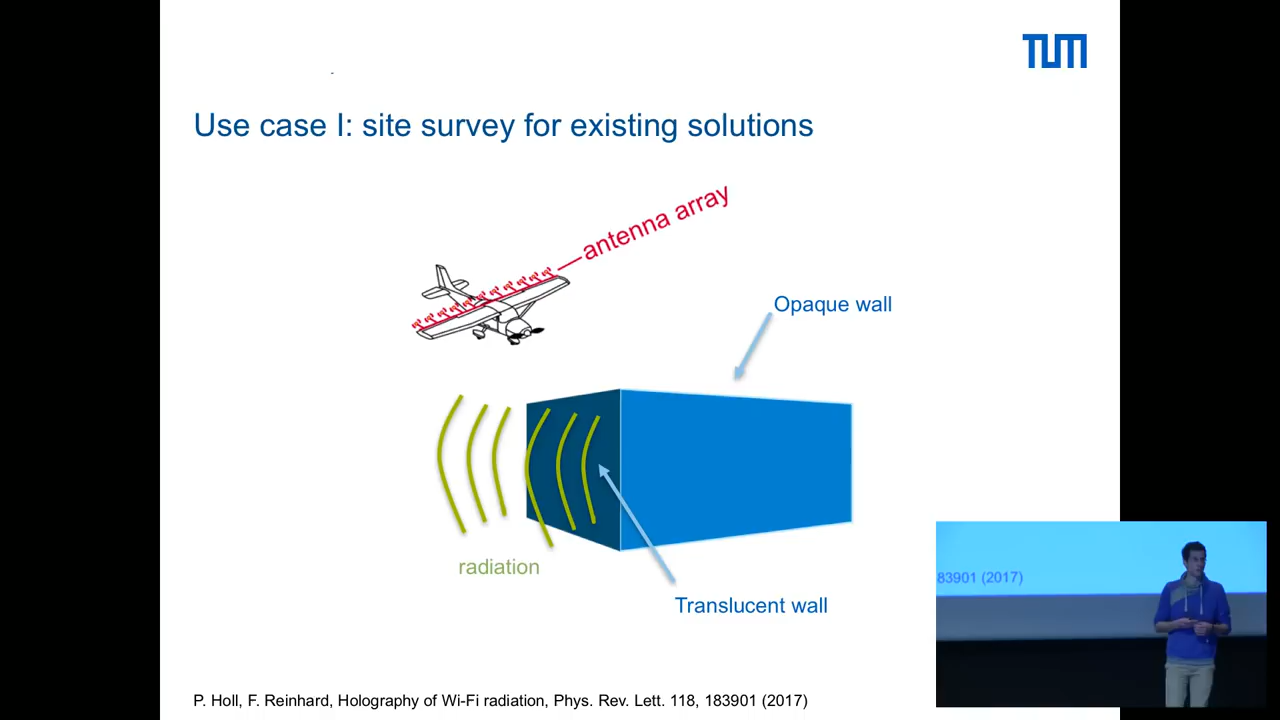 TUM
Use case I: site survey for existing solutions
antenna array
Opaque wall
radiation
Translucent wall
83901 (2017)
P. Holl, F. Reinhard, Holography of Wi-Fi radiation, Phys. Rev. Lett. 118, 183901 (2017)